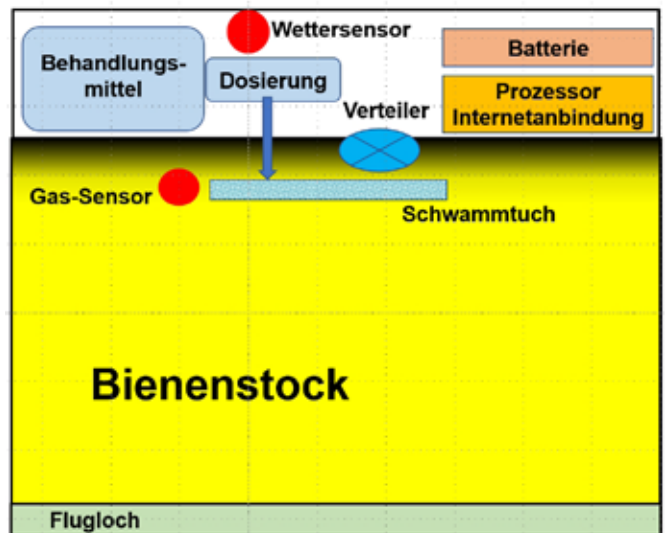 Wettersensor
Behandlungs-
mittel
Dosierung
Batterie
Verteiler
Prozessor
Internetanbindung
Gas-Sensor
Schwammtuch
Bienenstock
Flugloch